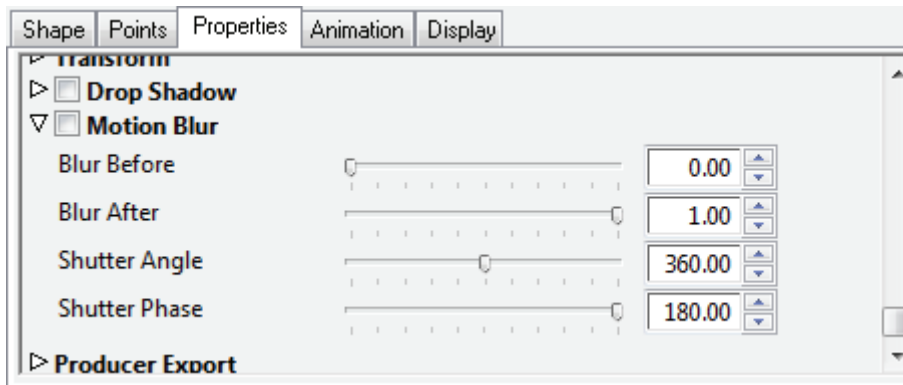 Shape Points Properties Animation Display
Transform
Drop Shadow
Motion Blur
Blur Before 0.00
Blur After 1.00
Shutter Angle 360.00
Shutter Phase 180.00
Producer Export